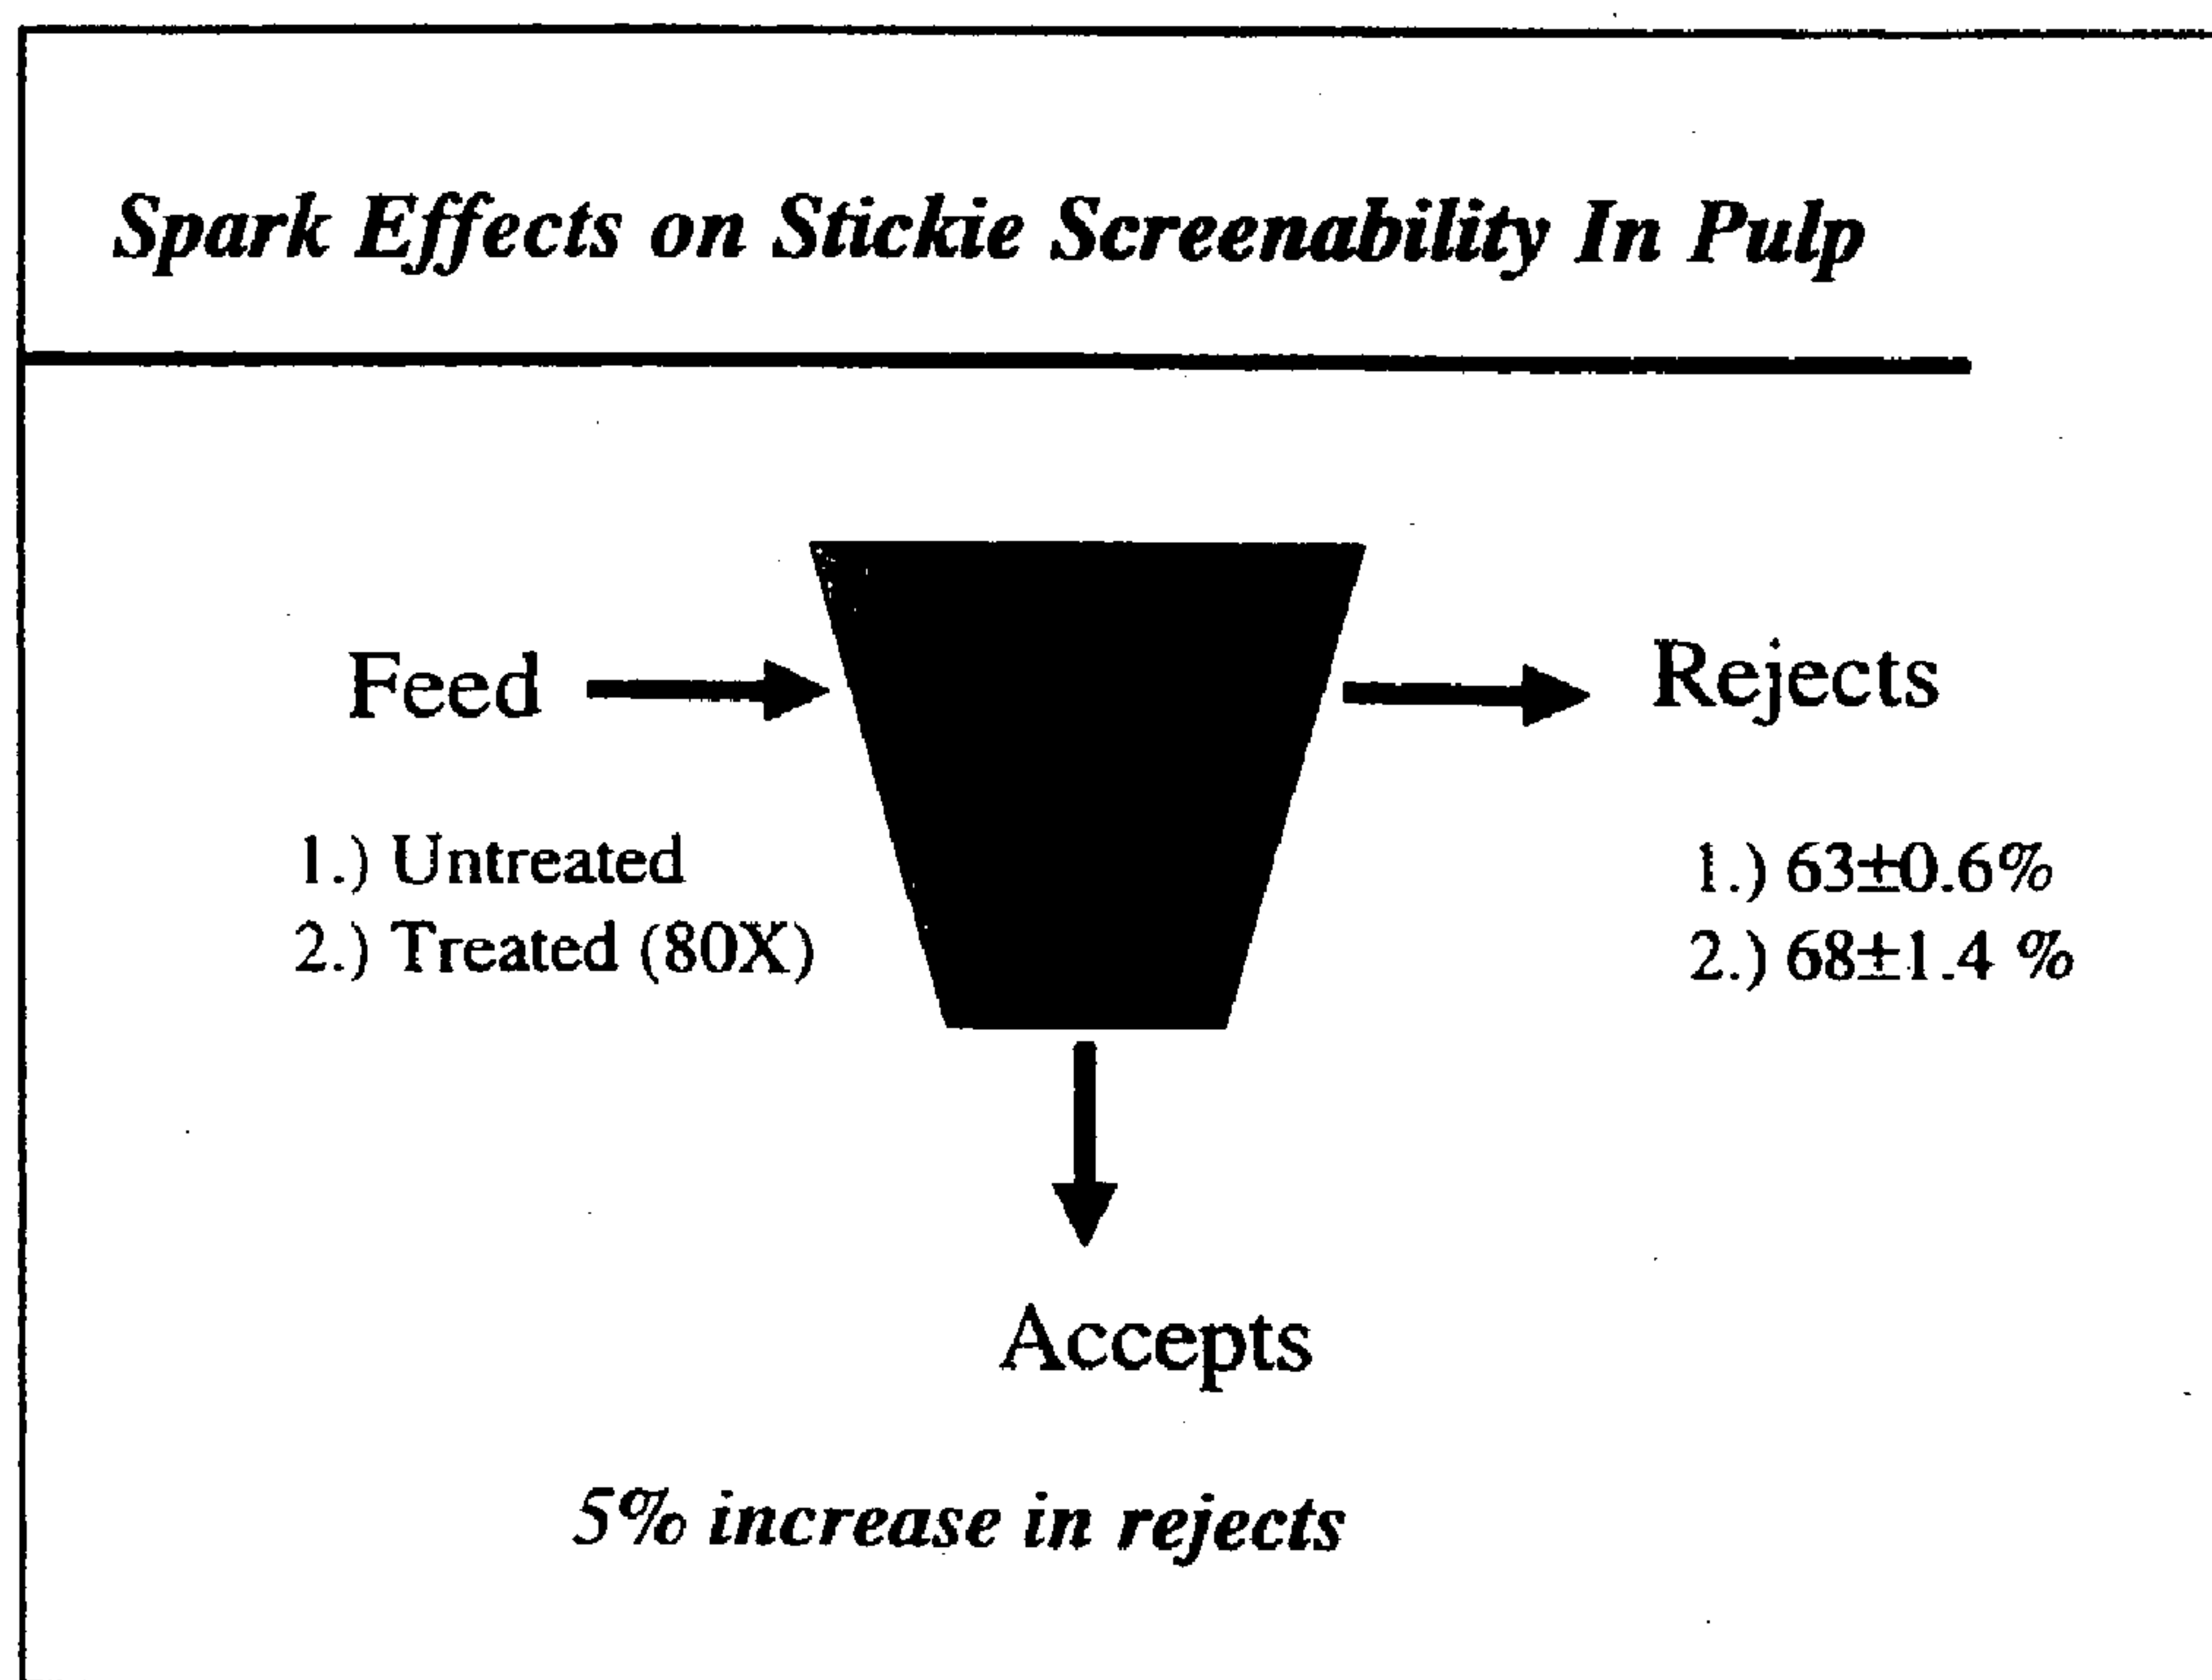 Spark Effects on Stickie Screenability In Pulp
Feed
Rejects
1.) Untreated
2.) Treated (80X)
1.) 63±0.6%
2.) 68±1.4 %
Accepts
5% increase in rejects